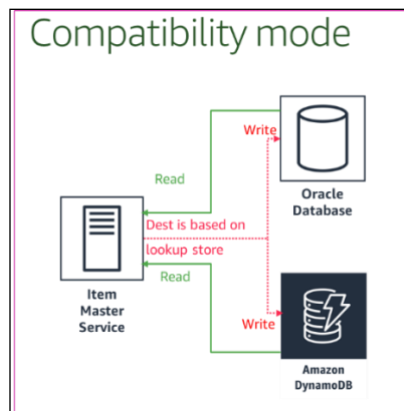 Compatibility mode
Write
Read
Oracle
Database
Dest is based on
lookup store
Read
Item
Master
Service
Write
Amazon
DynamoDB